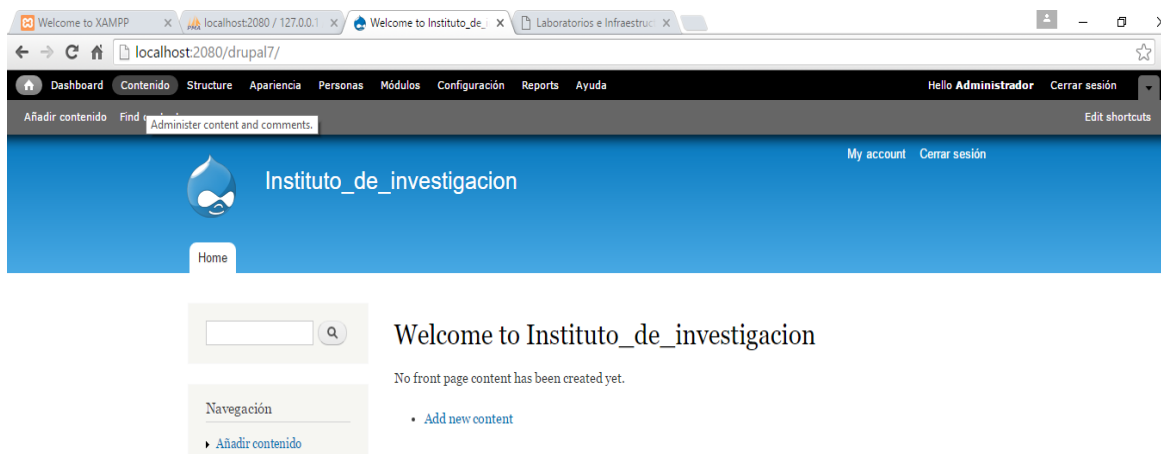 Welcome to XAMPP localhost:2080 / 127.0.0.1 Welcome to Instituto_de_i Laboratorios e Infraestruc
localhost:2080/drupal7/
Dashboard Contenido Structure Apariencia Personas Módulos Configuración Reports Ayuda Hello Administrador Cerrar sesión
Añadir contenido Find Edit shortcuts
Administer content and comments.
My account Cerrar sesión
Instituto_de_investigacion
Home
Welcome to Instituto_de_investigacion
No front page content has been created yet.
Navegación
• Add new content
Añadir contenido